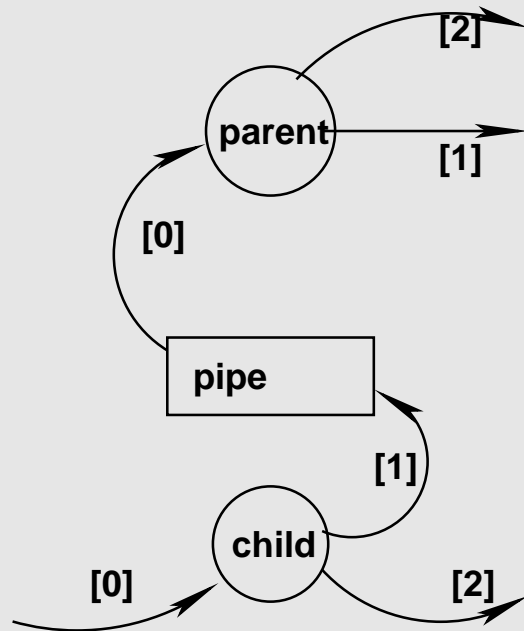 [2]
parent
[1]
[0]
pipe
[1]
child
[0]
[2]